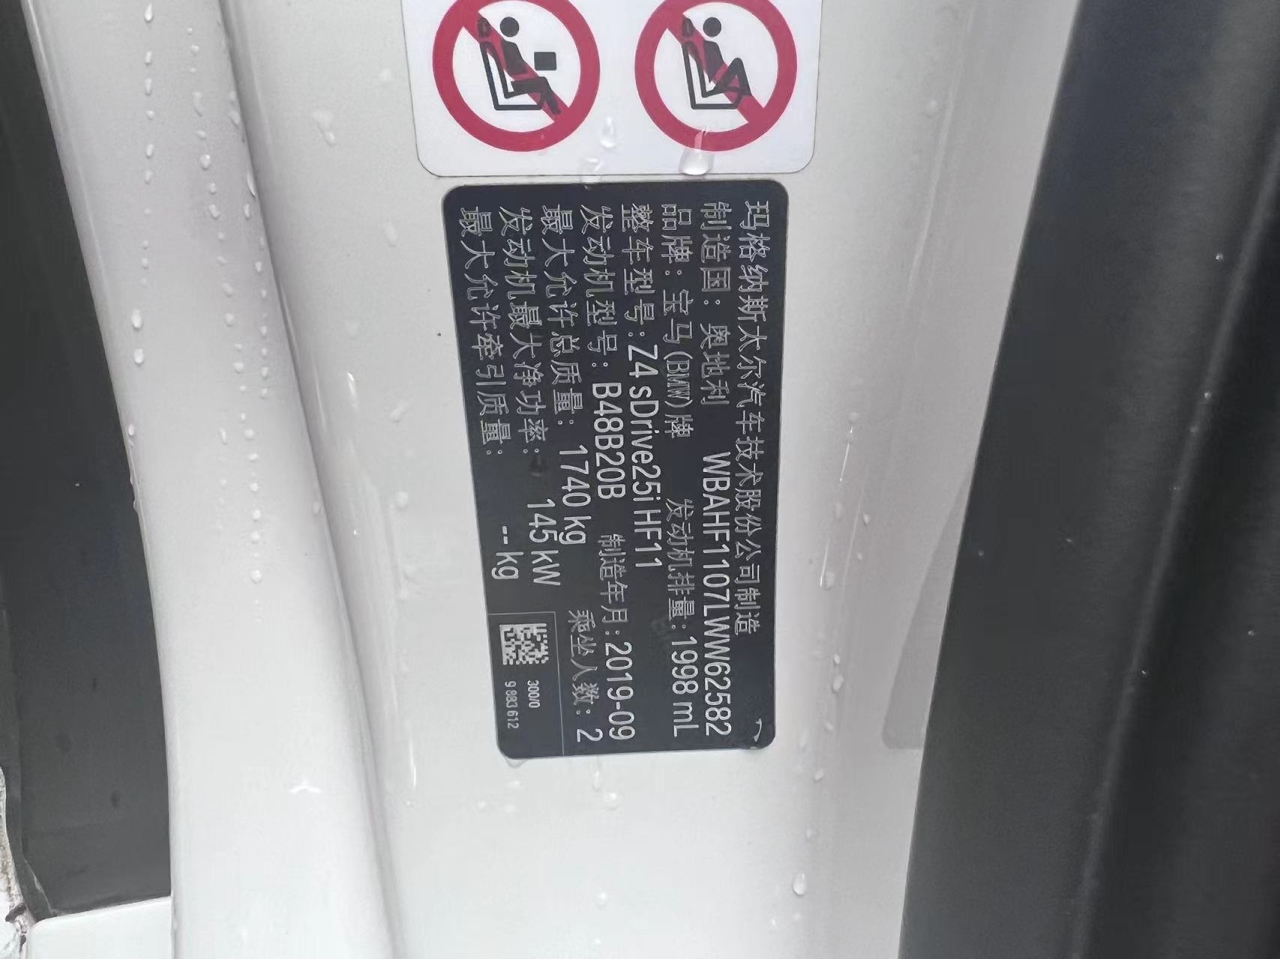 玛格纳斯太尔汽车技术股份公司制造
制造国：奥地利 WBAHF1107LWW62582
品牌：宝马(BMW)牌 发动机排量：1998 mL
整车型号：Z4 sDrive25i HF11
发动机型号：B48B20B 制造年月：2019-09
最大允许总质量：1740 kg 乘坐人数：2
发动机最大净功率：145 kW
最大允许牵引质量：-- kg
300/0
9 883 612